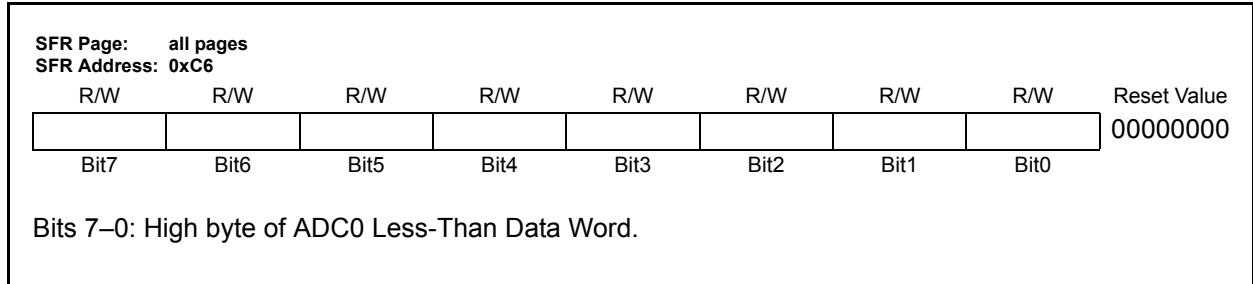 SFR Page: all pages
SFR Address: 0xC6
R/W R/W R/W R/W R/W R/W R/W R/W Reset Value
00000000
Bit7 Bit6 Bit5 Bit4 Bit3 Bit2 Bit1 Bit0
Bits 7–0: High byte of ADC0 Less-Than Data Word.